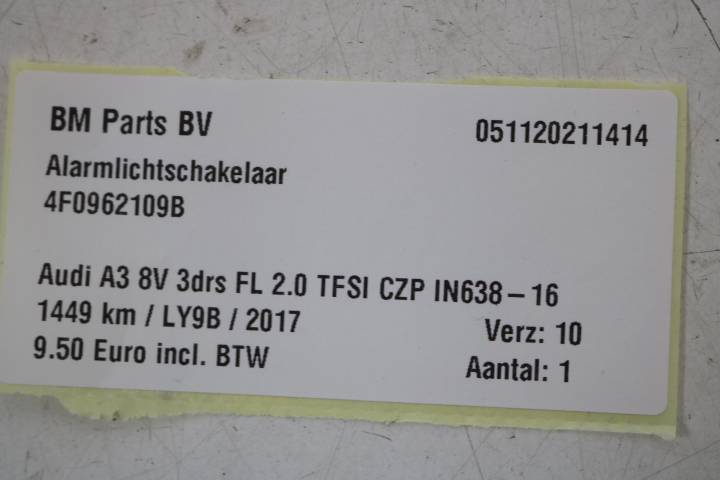 BM Parts BV
051120211414
Alarmlichtschakelaar
4F0962109B
Audi A3 8V 3drs FL 2.0 TFSI CZP IN638-16
1449 km / LY9B / 2017
Verz: 10
9.50 Euro incl. BTW
Aantal: 1